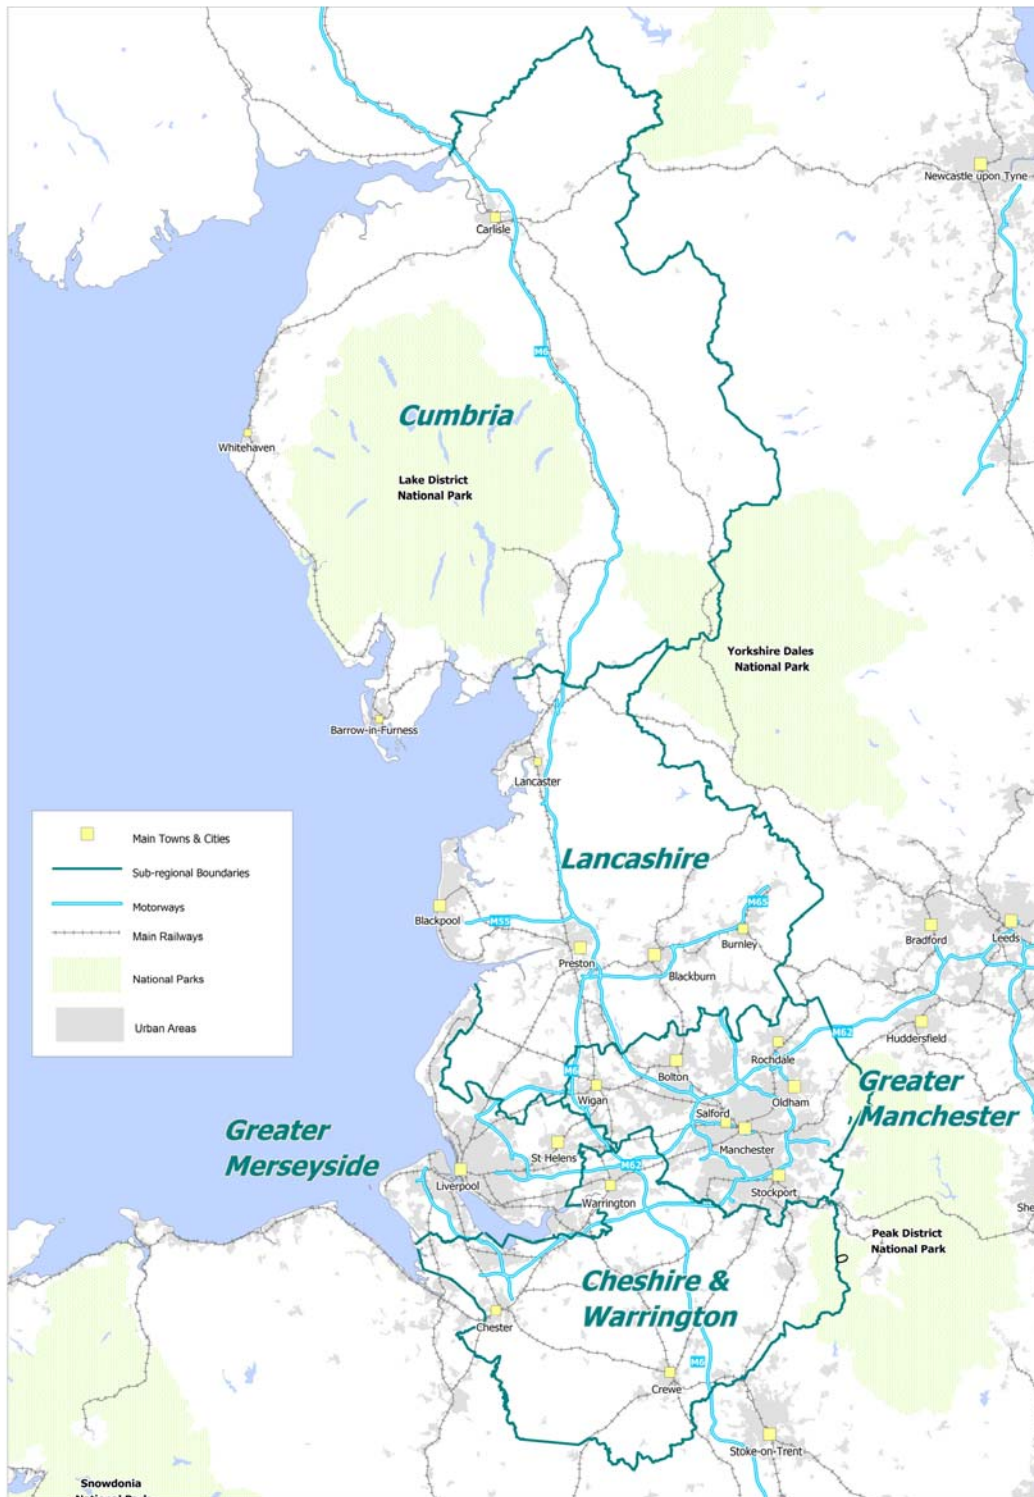 Newcastle upon Tyne
Carlisle
M6
Cumbria
Whitehaven
Lake District
National Park
Yorkshire Dales
National Park
Barrow-in-Furness
Lancaster
Main Towns & Cities
Sub-regional Boundaries
Motorways
Main Railways
National Parks
Urban Areas
Lancashire
M65
Blackpool
M55
Burnley
Bradford
Leeds
Preston
Blackburn
M62
Huddersfield
Rochdale
M6
Bolton
Wigan
Oldham
Greater
Manchester
Salford
Manchester
Greater
Merseyside
St Helens
M62
Liverpool
Warrington
Stockport
She
Peak District
National Park
Cheshire &
Warrington
Chester
M6
Crewe
Stoke-on-Trent
Snowdonia
National Park